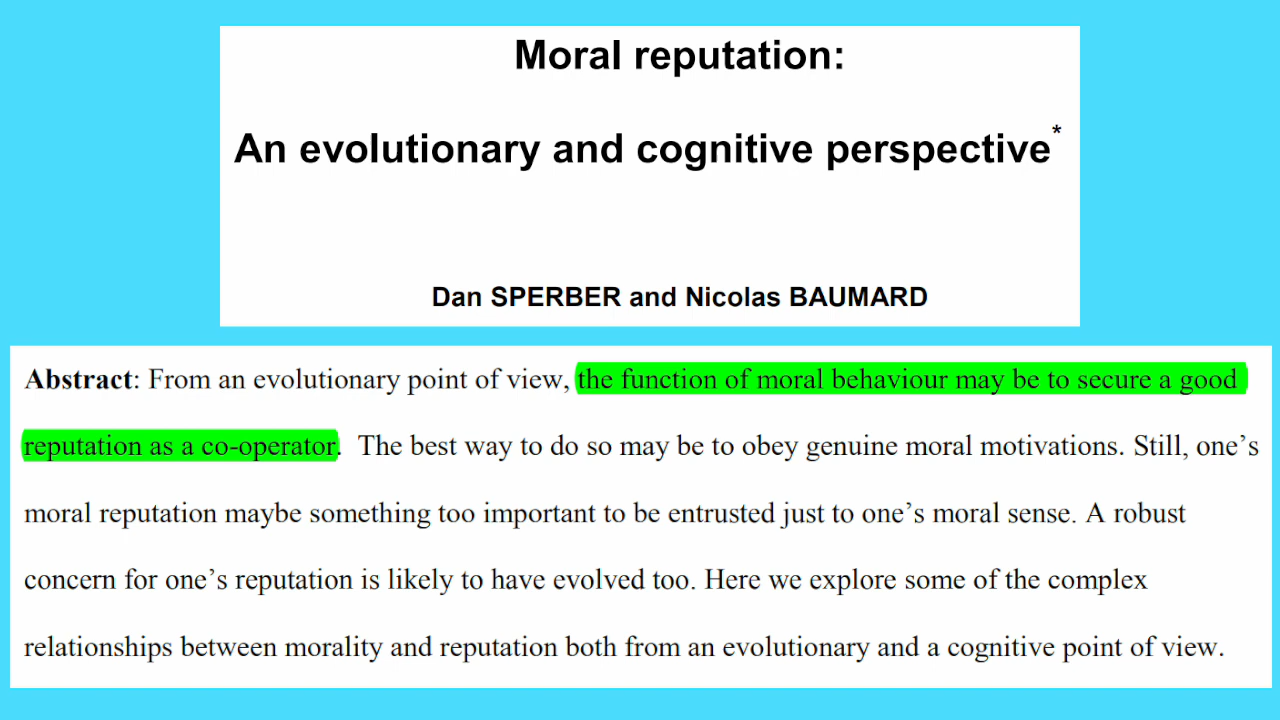 Moral reputation:
An evolutionary and cognitive perspective*
Dan SPERBER and Nicolas BAUMARD
Abstract: From an evolutionary point of view, the function of moral behaviour may be to secure a good
reputation as a co-operator. The best way to do so may be to obey genuine moral motivations. Still, one’s
moral reputation maybe something too important to be entrusted just to one’s moral sense. A robust
concern for one’s reputation is likely to have evolved too. Here we explore some of the complex
relationships between morality and reputation both from an evolutionary and a cognitive point of view.